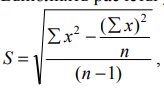 S = √((∑x² − (∑x)²/n)/(n−1)) ,